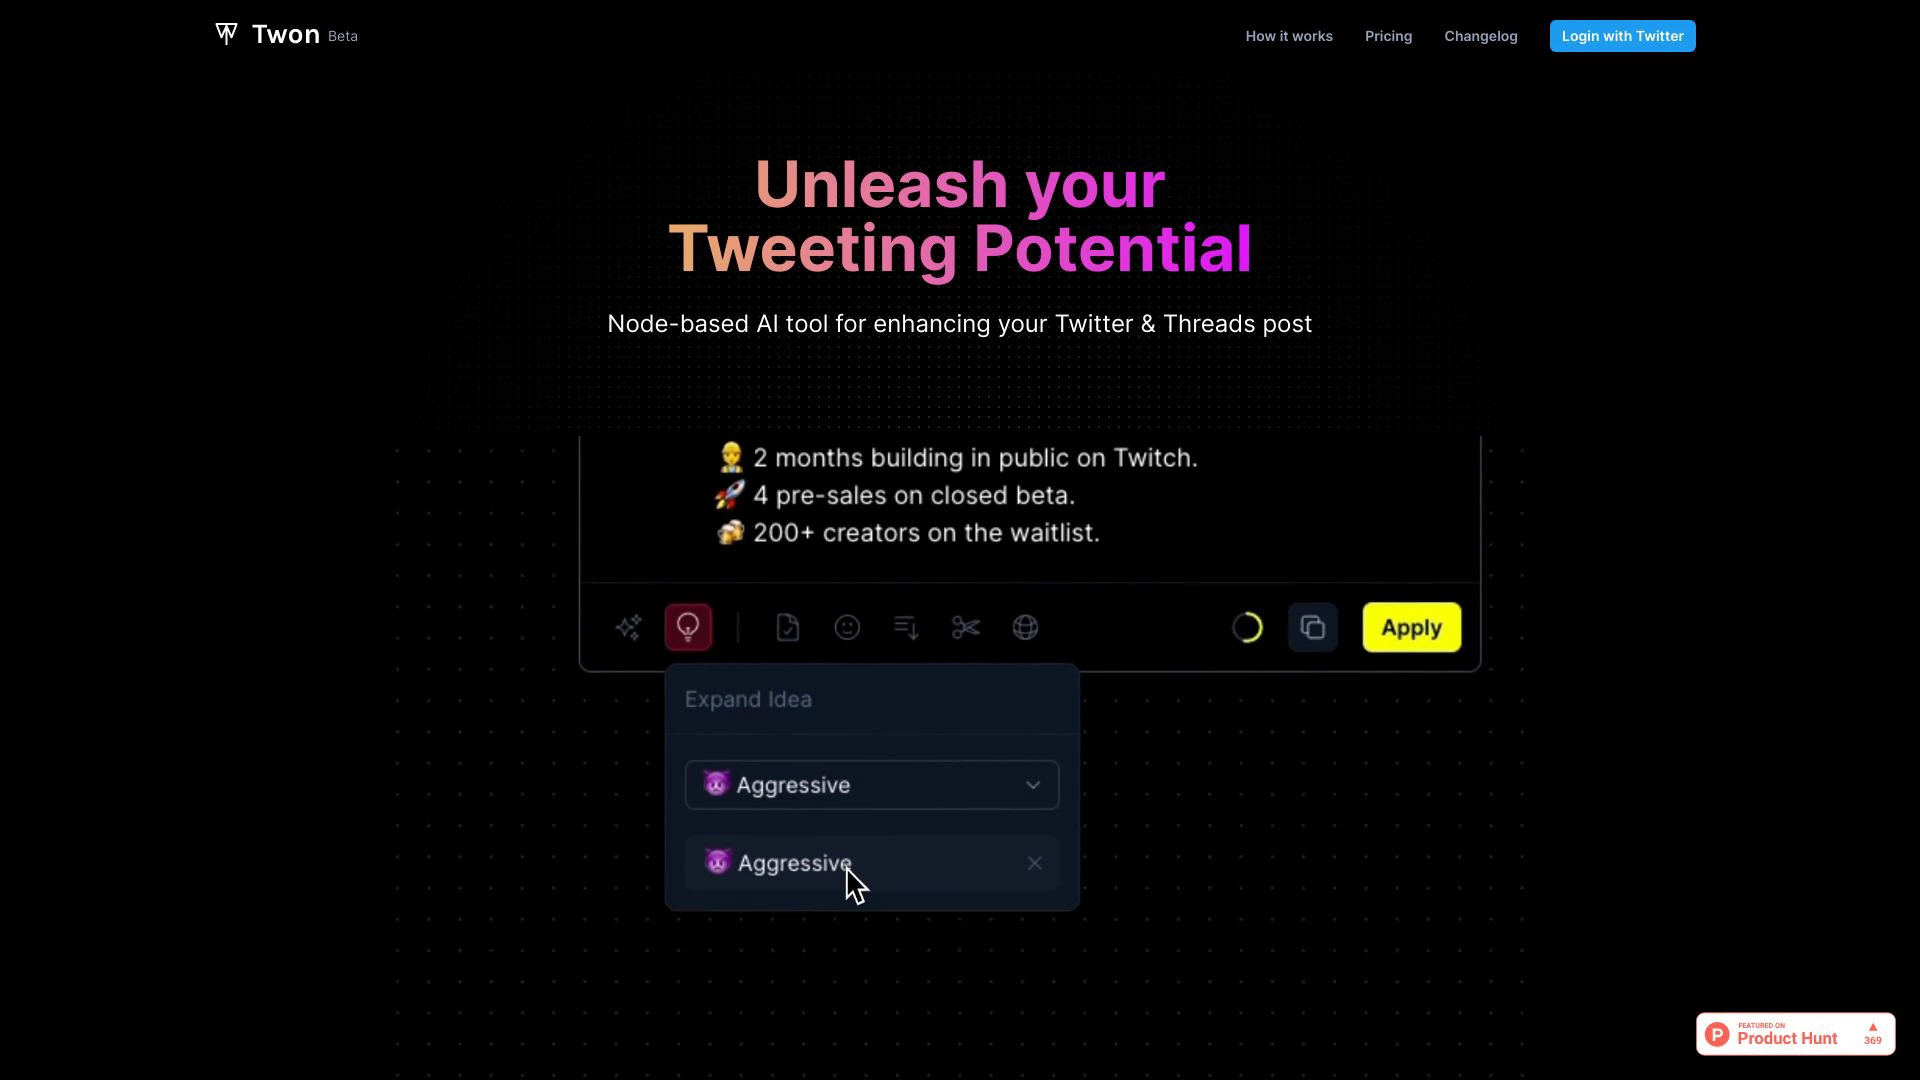 Twon Beta
How it works
Pricing
Changelog
Login with Twitter
Unleash your
Tweeting Potential
Node-based AI tool for enhancing your Twitter & Threads post
2 months building in public on Twitch.
4 pre-sales on closed beta.
200+ creators on the waitlist.
Apply
Expand Idea
Aggressive
Aggressive
FEATURED ON
Product Hunt
369